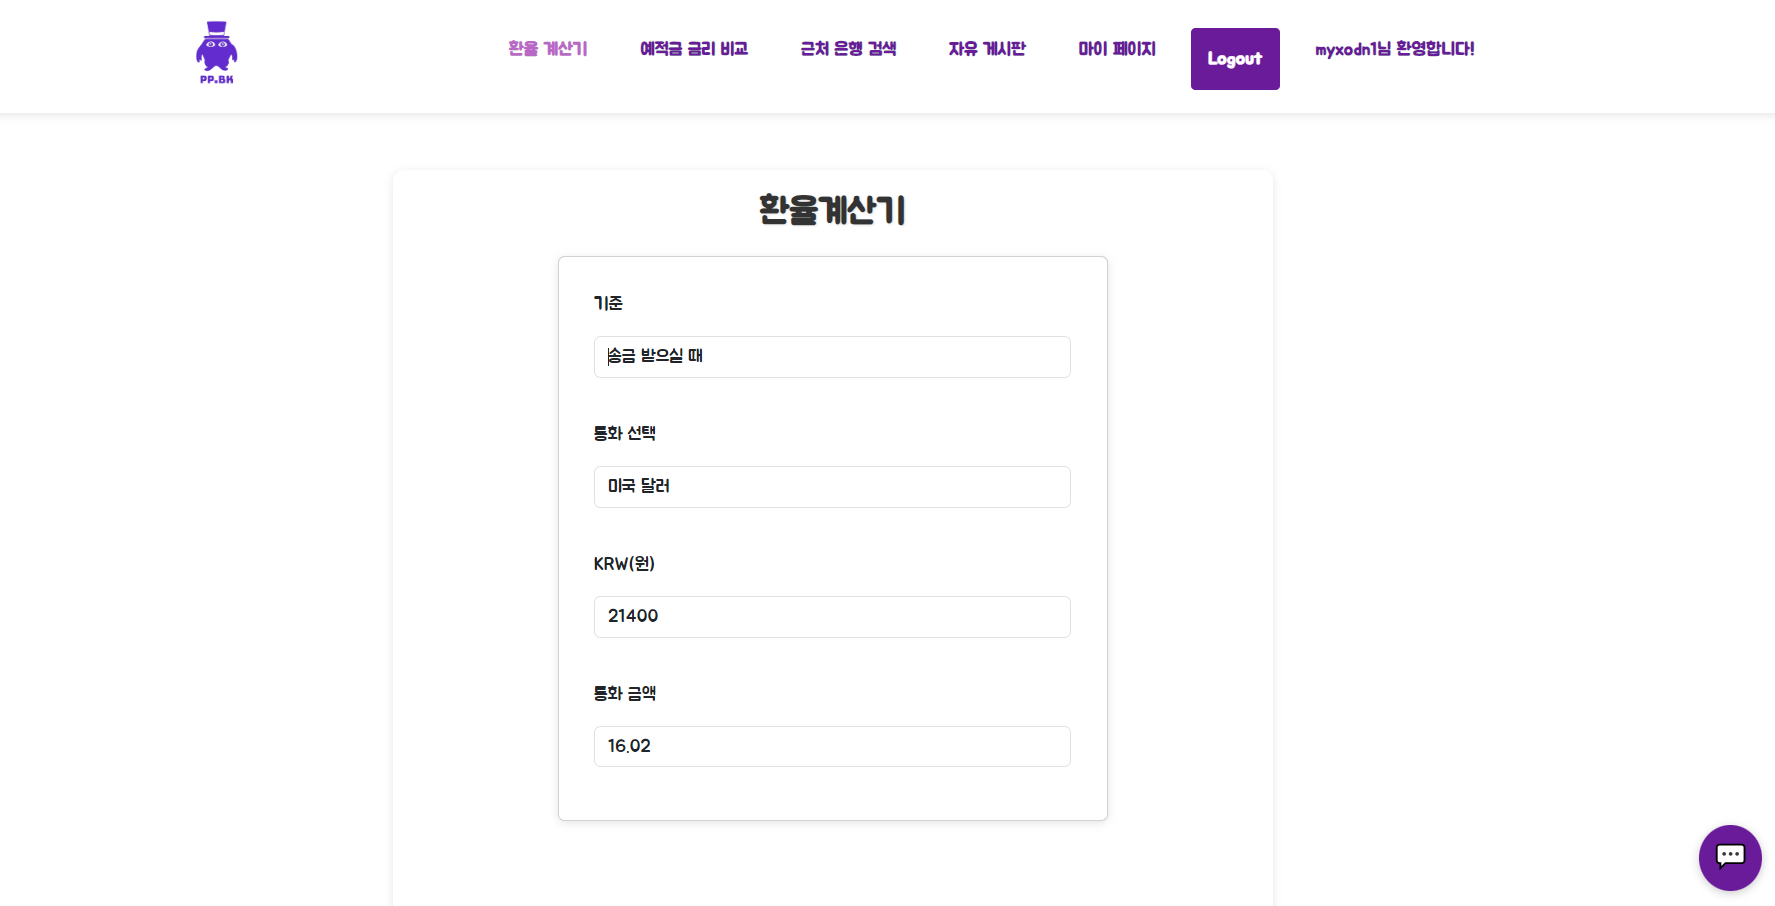 PP.BK
환율 계산기
예적금 금리 비교
근처 은행 검색
자유 게시판
마이 페이지
Logout
myxodn1님 환영합니다!
환율계산기
기준
송금 받으실 때
통화 선택
미국 달러
KRW(원)
21400
통화 금액
16.02